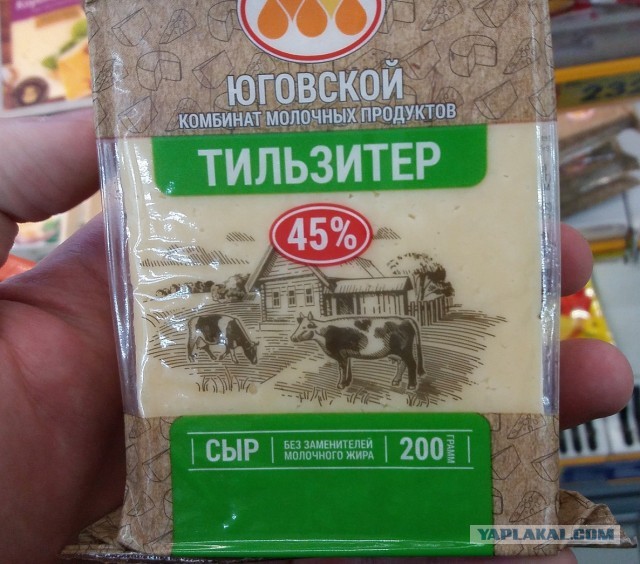 ЮГОВСКОЙ
КОМБИНАТ МОЛОЧНЫХ ПРОДУКТОВ
ТИЛЬЗИТЕР
45%
СЫР
БЕЗ ЗАМЕНИТЕЛЕЙ
МОЛОЧНОГО ЖИРА
200 ГРАММ
YAPLAKAL.COM